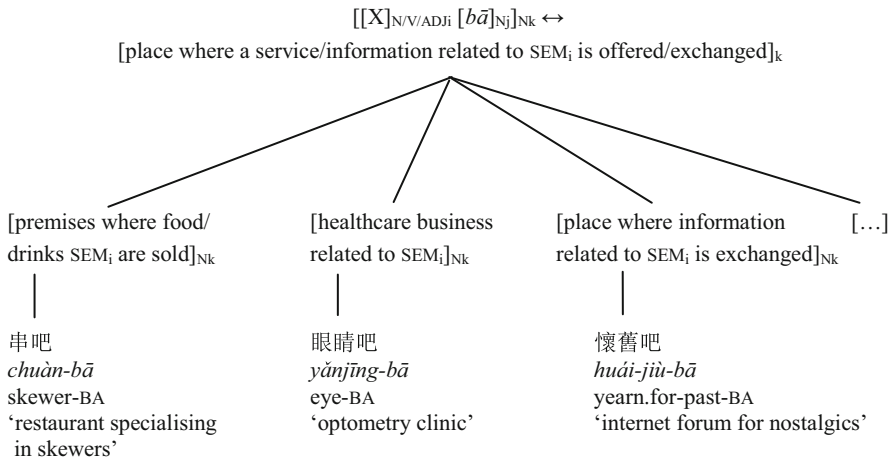 [[X]N/V/ADJi [bā]Nj]Nk ↔
[place where a service/information related to SEMi is offered/exchanged]k
[premises where food/
drinks SEMi are sold]Nk
串吧
chuàn-bā
skewer-BA
‘restaurant specialising
in skewers’
[healthcare business
related to SEMi]Nk
眼睛吧
yǎnjīng-bā
eye-BA
‘optometry clinic’
[place where information
related to SEMi is exchanged]Nk
懷舊吧
huái-jiù-bā
yearn.for-past-BA
‘internet forum for nostalgics’
[…]